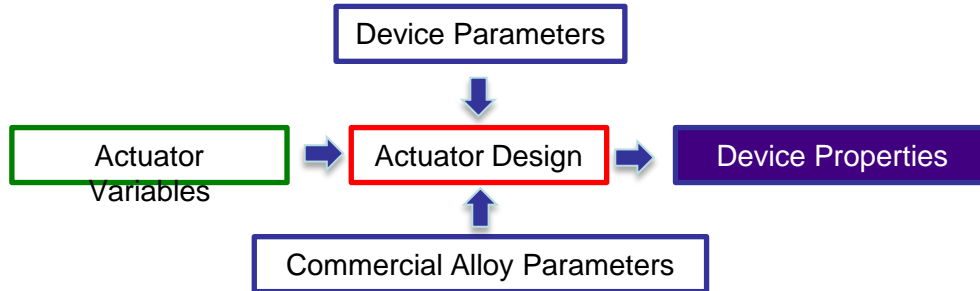 Device Parameters
Actuator
Variables
Actuator Design
Device Properties
Commercial Alloy Parameters